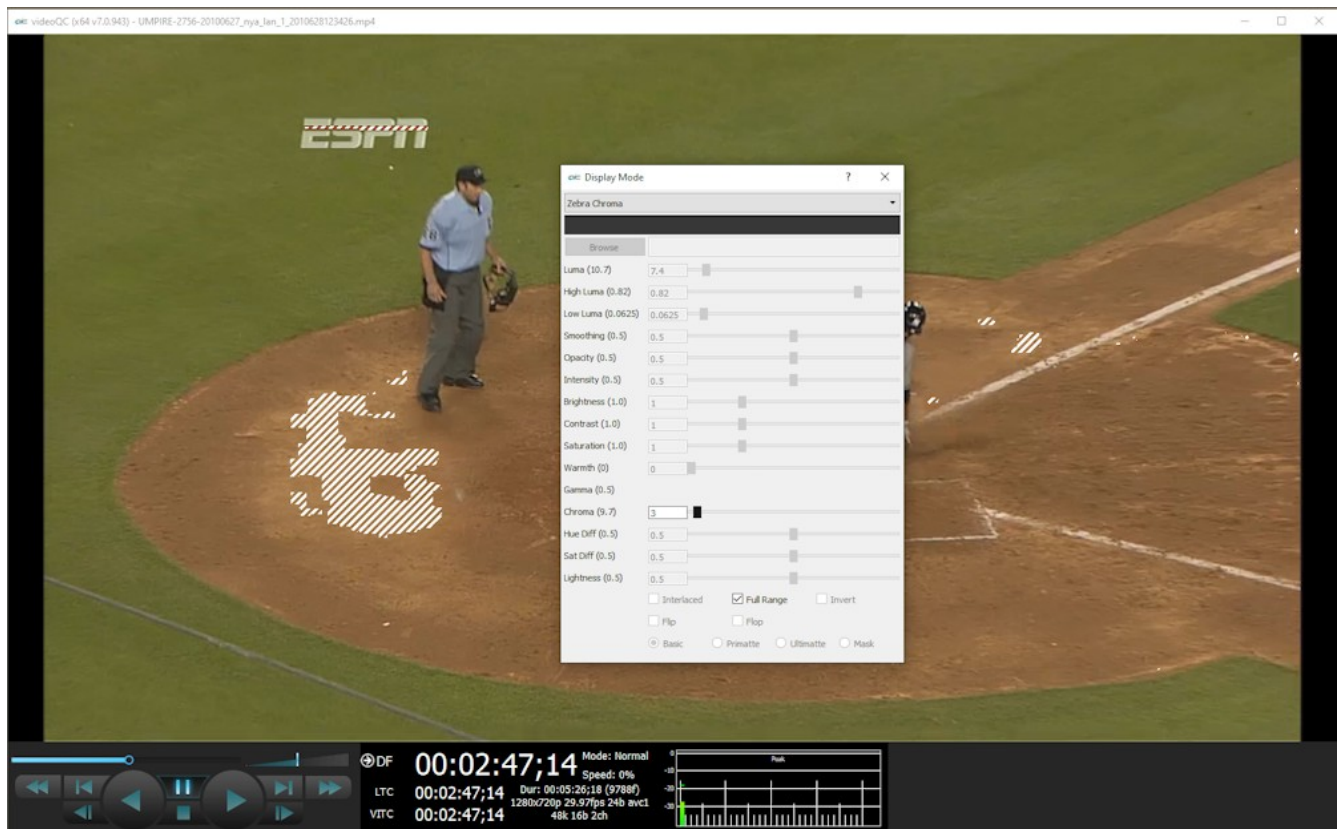 videoQC (x64 v7.0.943) - UMPIRE-2756-20100627_nya_lan_1_2010628123426.mp4
ESPN
Display Mode
Zebra Chroma
Browse
Luma (10.7) 7.4
High Luma (0.82) 0.82
Low Luma (0.0625) 0.0625
Smoothing (0.5) 0.5
Opacity (0.5) 0.5
Intensity (0.5) 0.5
Brightness (1.0) 1
Contrast (1.0) 1
Saturation (1.0) 1
Warmth (0) 0
Gamma (0.5)
Chroma (9.7) 3
Hue Diff (0.5) 0.5
Sat Diff (0.5) 0.5
Lightness (0.5) 0.5
Interlaced Full Range Invert
Flip Flop
Basic Primatte Ultimatte Mask
DF 00:02:47;14 Mode: Normal
Speed: 0%
LTC 00:02:47;14 Dur: 00:05:26;18 (9788f)
1280x720p 29.97fps 24b avc1
VITC 00:02:47;14 48k 16b 2ch
Peak
0
-10
-20
-30